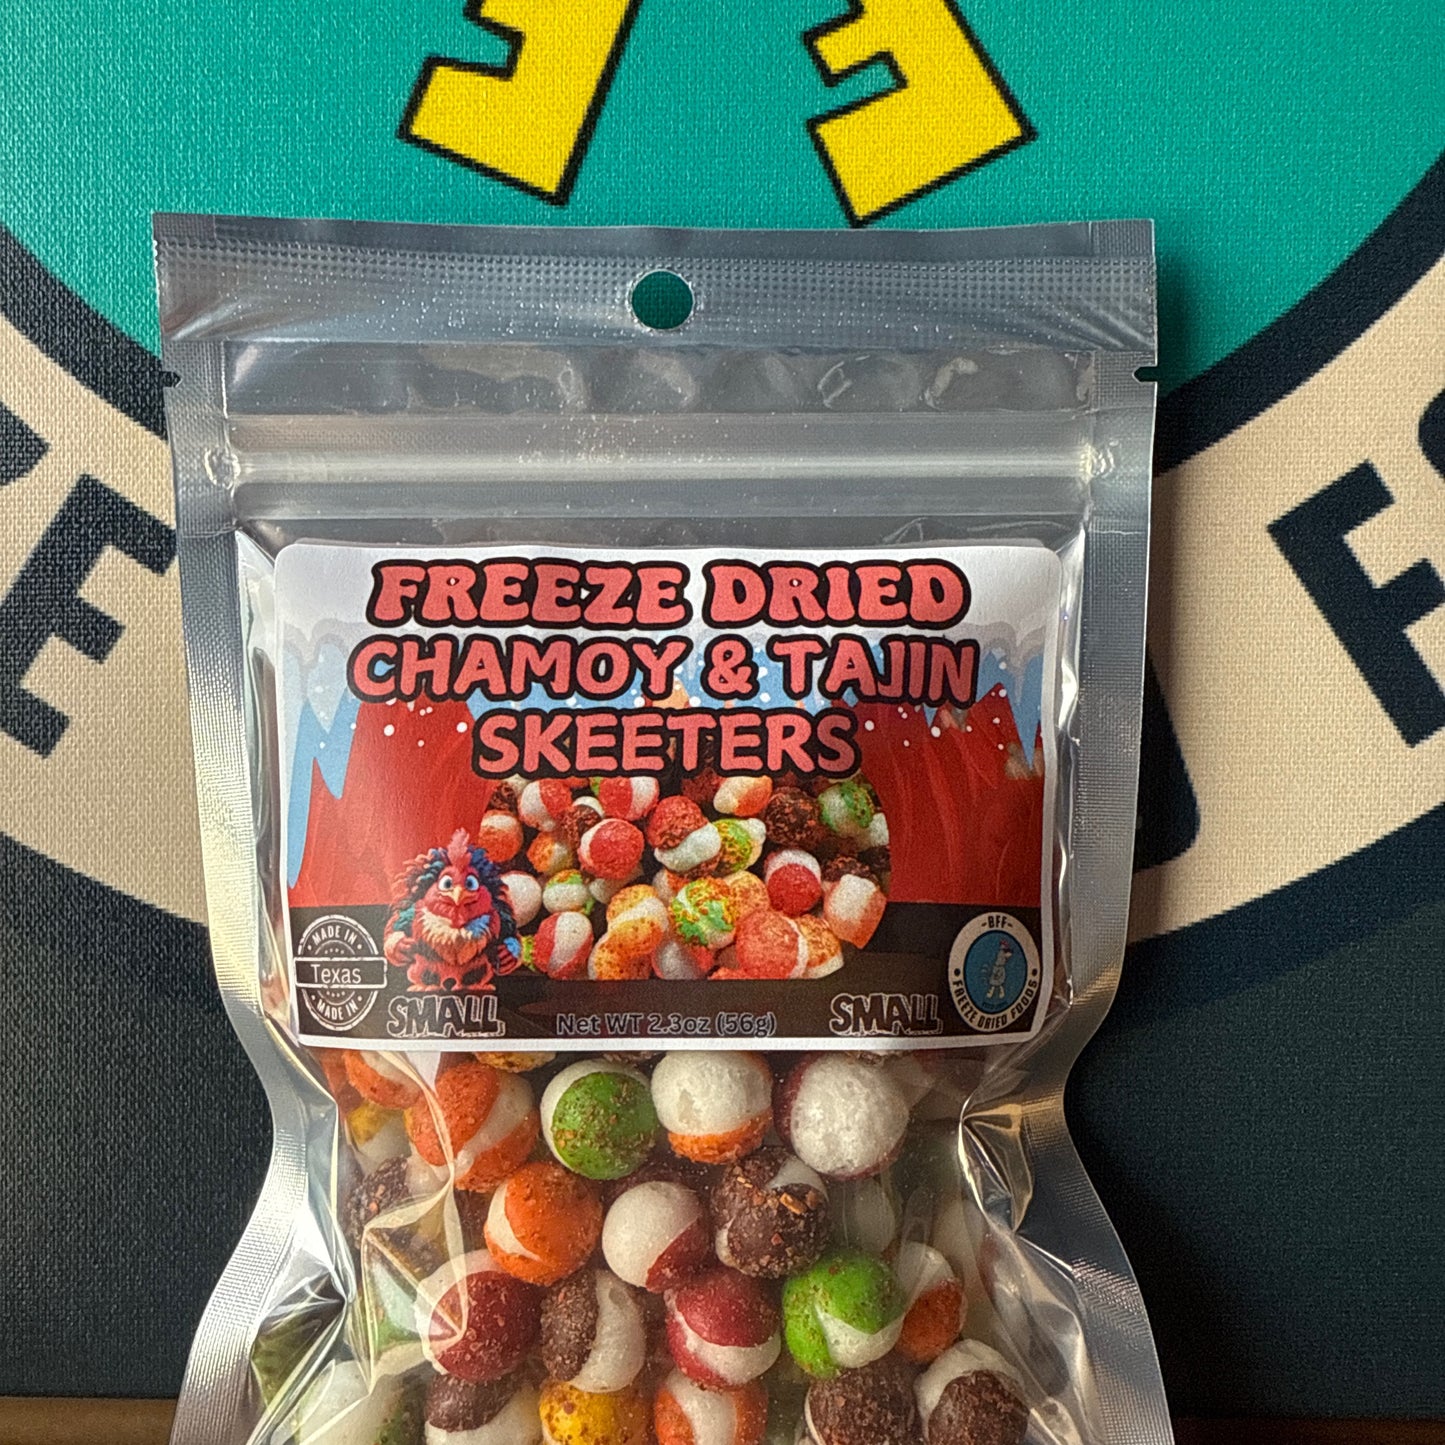 FREEZE DRIED
CHAMOY & TAJIN
SKEETERS
MADE IN
Texas
MADE IN
SMALL
Net WT 2.3oz (56g)
SMALL
-BFF-
FREEZE DRIED FOODS